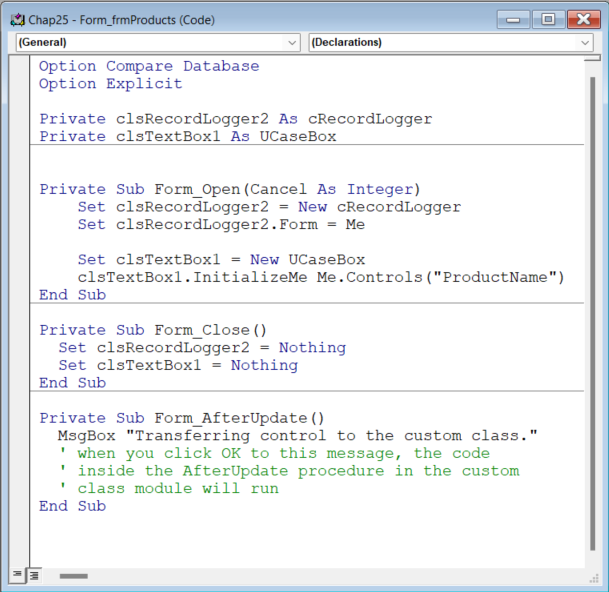 Chap25 - Form_frmProducts (Code)
(General) (Declarations)
Option Compare Database
Option Explicit
Private clsRecordLogger2 As cRecordLogger
Private clsTextBox1 As UCaseBox
Private Sub Form_Open(Cancel As Integer)
    Set clsRecordLogger2 = New cRecordLogger
    Set clsRecordLogger2.Form = Me
    Set clsTextBox1 = New UCaseBox
    clsTextBox1.InitializeMe Me.Controls("ProductName")
End Sub
Private Sub Form_Close()
  Set clsRecordLogger2 = Nothing
  Set clsTextBox1 = Nothing
End Sub
Private Sub Form_AfterUpdate()
  MsgBox "Transferring control to the custom class."
  ' when you click OK to this message, the code
  ' inside the AfterUpdate procedure in the custom
  ' class module will run
End Sub